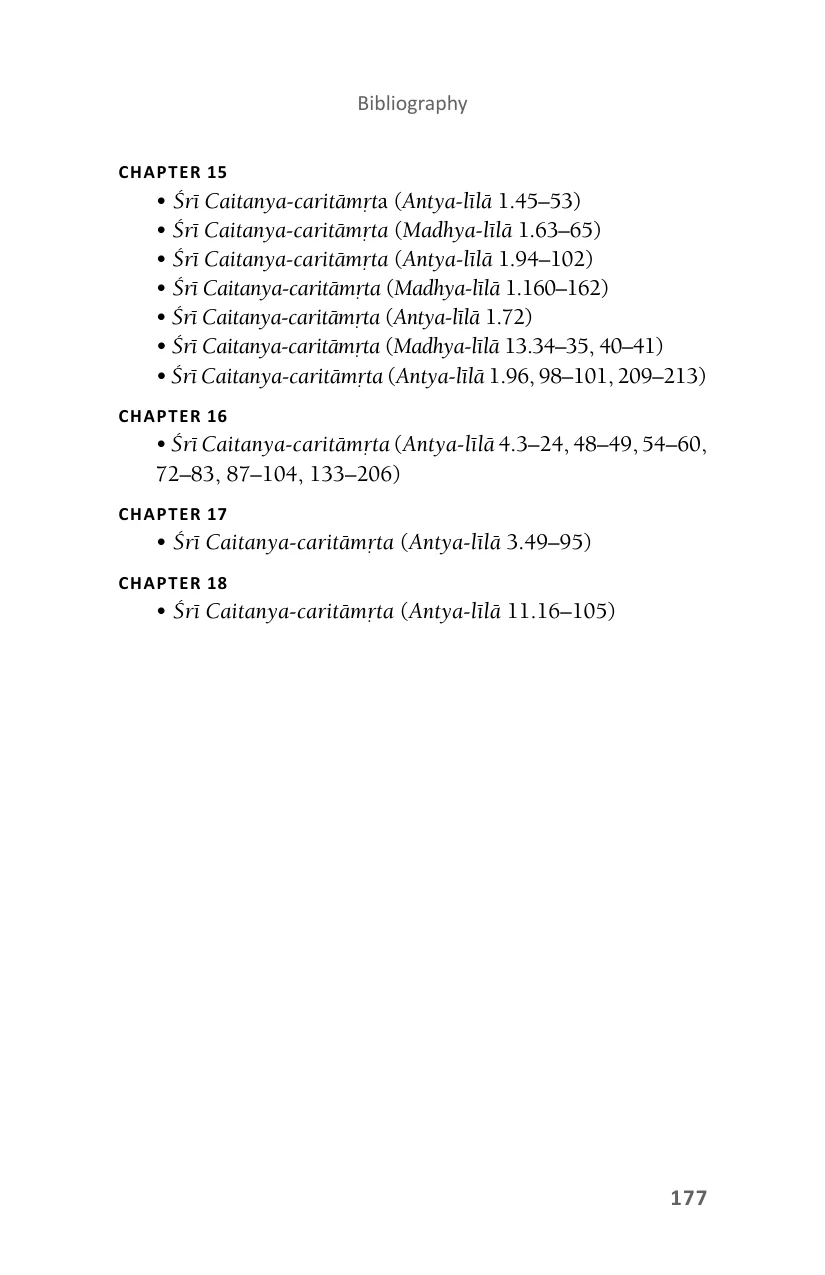 Bibliography
CHAPTER 15
• Śrī Caitanya-caritāmṛta (Antya-līlā 1.45–53)
• Śrī Caitanya-caritāmṛta (Madhya-līlā 1.63–65)
• Śrī Caitanya-caritāmṛta (Antya-līlā 1.94–102)
• Śrī Caitanya-caritāmṛta (Madhya-līlā 1.160–162)
• Śrī Caitanya-caritāmṛta (Antya-līlā 1.72)
• Śrī Caitanya-caritāmṛta (Madhya-līlā 13.34–35, 40–41)
• Śrī Caitanya-caritāmṛta (Antya-līlā 1.96, 98–101, 209–213)
CHAPTER 16
• Śrī Caitanya-caritāmṛta (Antya-līlā 4.3–24, 48–49, 54–60,
72–83, 87–104, 133–206)
CHAPTER 17
• Śrī Caitanya-caritāmṛta (Antya-līlā 3.49–95)
CHAPTER 18
• Śrī Caitanya-caritāmṛta (Antya-līlā 11.16–105)
177